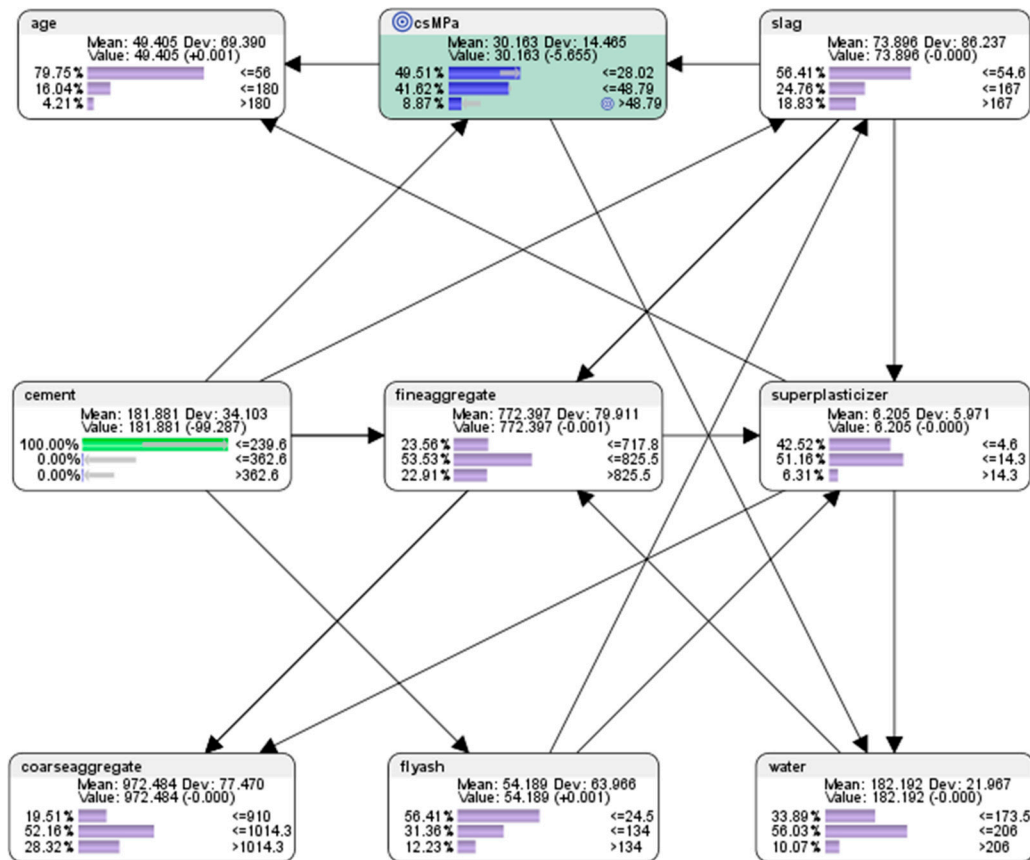 age
Mean: 49.405 Dev: 69.390
Value: 49.405 (+0.001)
79.75% <=56
16.04% <=180
4.21% >180
csMPa
Mean: 30.163 Dev: 14.465
Value: 30.163 (-5.655)
49.51% <=28.02
41.62% <=48.79
8.87% >48.79
slag
Mean: 73.896 Dev: 86.237
Value: 73.896 (-0.000)
56.41% <=54.6
24.76% <=167
18.83% >167
cement
Mean: 181.881 Dev: 34.103
Value: 181.881 (-99.287)
100.00% <=239.6
0.00% <=362.6
0.00% >362.6
fineaggregate
Mean: 772.397 Dev: 79.911
Value: 772.397 (-0.001)
23.56% <=717.8
53.53% <=825.5
22.91% >825.5
superplasticizer
Mean: 6.205 Dev: 5.971
Value: 6.205 (-0.000)
42.52% <=4.6
51.16% <=14.3
6.31% >14.3
coarseaggregate
Mean: 972.484 Dev: 77.470
Value: 972.484 (-0.000)
19.51% <=910
52.16% <=1014.3
28.32% >1014.3
flyash
Mean: 54.189 Dev: 63.966
Value: 54.189 (+0.001)
56.41% <=24.5
31.36% <=134
12.23% >134
water
Mean: 182.192 Dev: 21.967
Value: 182.192 (-0.000)
33.89% <=173.5
56.03% <=206
10.07% >206